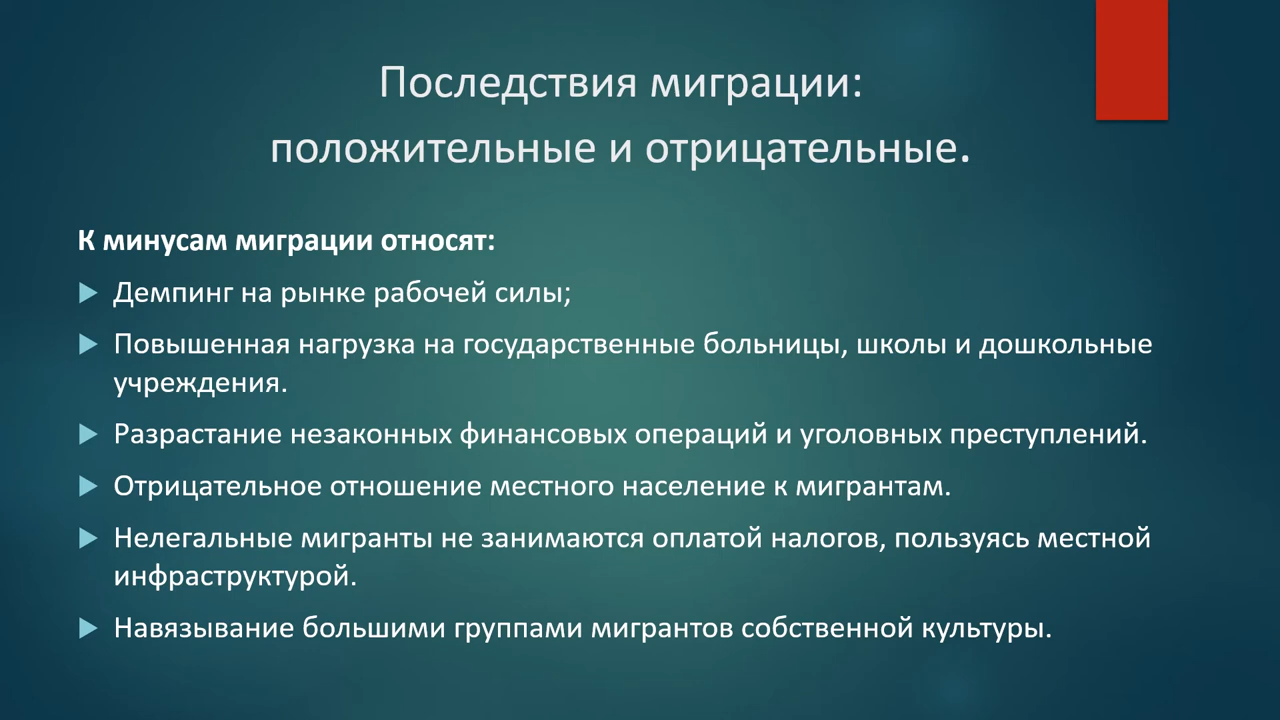 Последствия миграции:
положительные и отрицательные.
К минусам миграции относят:
Демпинг на рынке рабочей силы;
Повышенная нагрузка на государственные больницы, школы и дошкольные
учреждения.
Разрастание незаконных финансовых операций и уголовных преступлений.
Отрицательное отношение местного население к мигрантам.
Нелегальные мигранты не занимаются оплатой налогов, пользуясь местной
инфраструктурой.
Навязывание большими группами мигрантов собственной культуры.